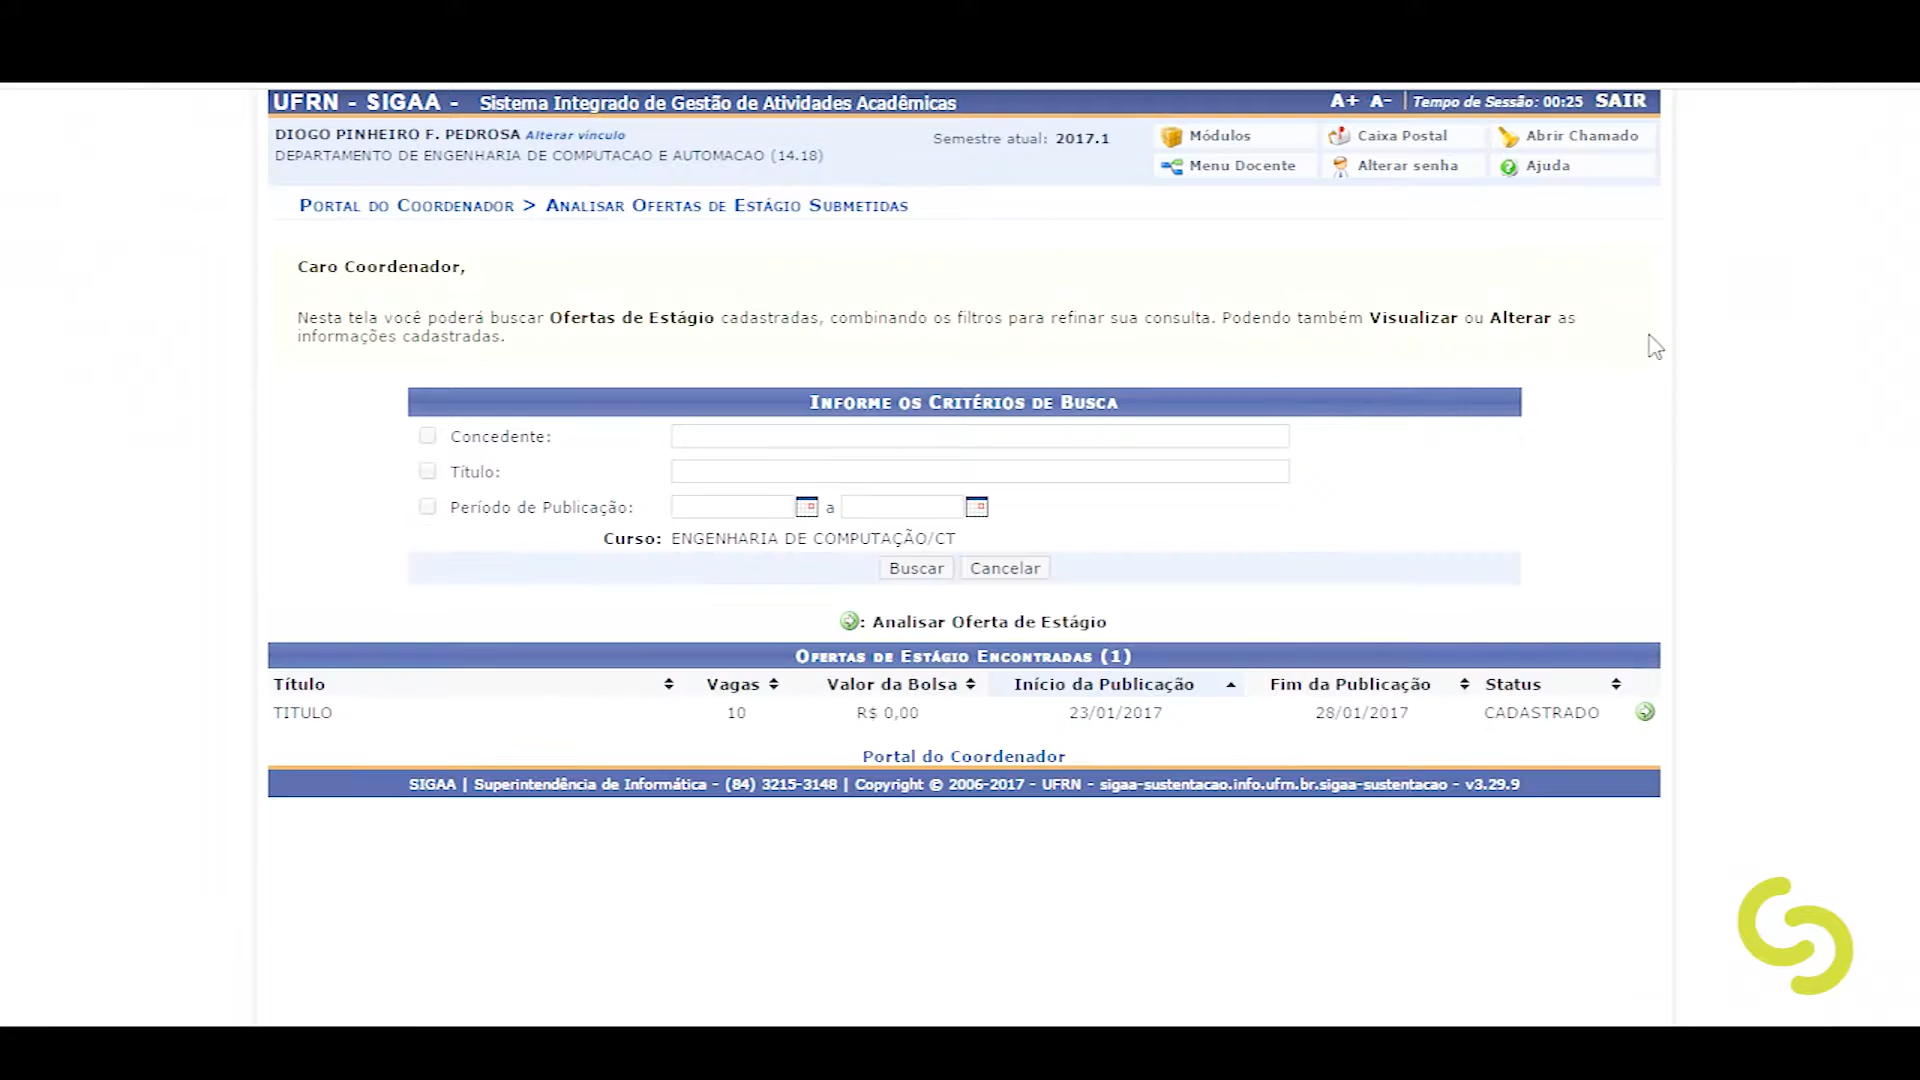 UFRN - SIGAA - Sistema Integrado de Gestão de Atividades Acadêmicas A+ A- | Tempo de Sessão: 00:25 SAIR
DIOGO PINHEIRO F. PEDROSA Alterar vínculo Semestre atual: 2017.1 Módulos Caixa Postal Abrir Chamado
DEPARTAMENTO DE ENGENHARIA DE COMPUTACAO E AUTOMACAO (14.18) Menu Docente Alterar senha Ajuda
PORTAL DO COORDENADOR > ANALISAR OFERTAS DE ESTÁGIO SUBMETIDAS
Caro Coordenador,
Nesta tela você poderá buscar Ofertas de Estágio cadastradas, combinando os filtros para refinar sua consulta. Podendo também Visualizar ou Alterar as
informações cadastradas.
INFORME OS CRITÉRIOS DE BUSCA
Concedente:
Título:
Período de Publicação: a
Curso: ENGENHARIA DE COMPUTAÇÃO/CT
Buscar Cancelar
: Analisar Oferta de Estágio
OFERTAS DE ESTÁGIO ENCONTRADAS (1)
Título Vagas Valor da Bolsa Início da Publicação Fim da Publicação Status
TITULO 10 R$ 0,00 23/01/2017 28/01/2017 CADASTRADO
Portal do Coordenador
SIGAA | Superintendência de Informática - (84) 3215-3148 | Copyright © 2006-2017 - UFRN - sigaa-sustentacao.info.ufrn.br.sigaa-sustentacao - v3.29.9